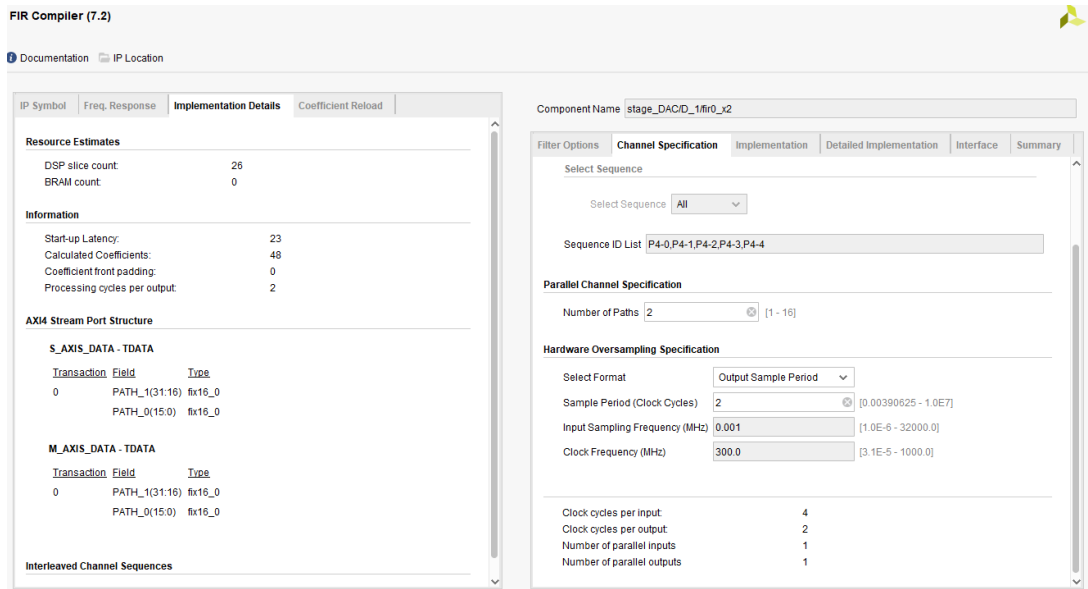 FIR Compiler (7.2)
Documentation IP Location
IP Symbol Freq. Response Implementation Details Coefficient Reload
Resource Estimates
DSP slice count: 26
BRAM count: 0
Information
Start-up Latency: 23
Calculated Coefficients: 48
Coefficient front padding: 0
Processing cycles per output: 2
AXI4 Stream Port Structure
S_AXIS_DATA - TDATA
Transaction Field Type
0 PATH_1(31:16) fix16_0
PATH_0(15:0) fix16_0
M_AXIS_DATA - TDATA
Transaction Field Type
0 PATH_1(31:16) fix16_0
PATH_0(15:0) fix16_0
Interleaved Channel Sequences
Component Name stage_DAC/D_1/fir0_x2
Filter Options Channel Specification Implementation Detailed Implementation Interface Summary
Select Sequence
Select Sequence All
Sequence ID List P4-0,P4-1,P4-2,P4-3,P4-4
Parallel Channel Specification
Number of Paths 2 [1 - 16]
Hardware Oversampling Specification
Select Format Output Sample Period
Sample Period (Clock Cycles) 2 [0.00390625 - 1.0E7]
Input Sampling Frequency (MHz) 0.001 [1.0E-6 - 32000.0]
Clock Frequency (MHz) 300.0 [3.1E-5 - 1000.0]
Clock cycles per input: 4
Clock cycles per output: 2
Number of parallel inputs 1
Number of parallel outputs 1